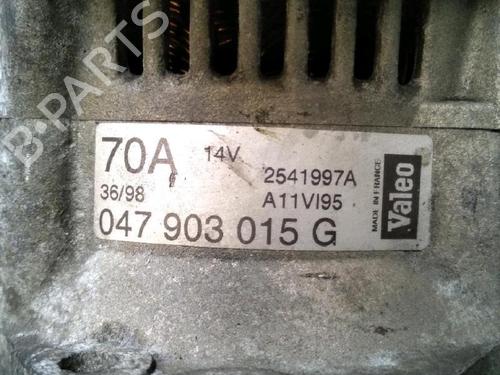 B-PARTS
70A 14V 2541997A
36/98 A11VI95
047 903 015 G
MADE IN FRANCE
Valeo